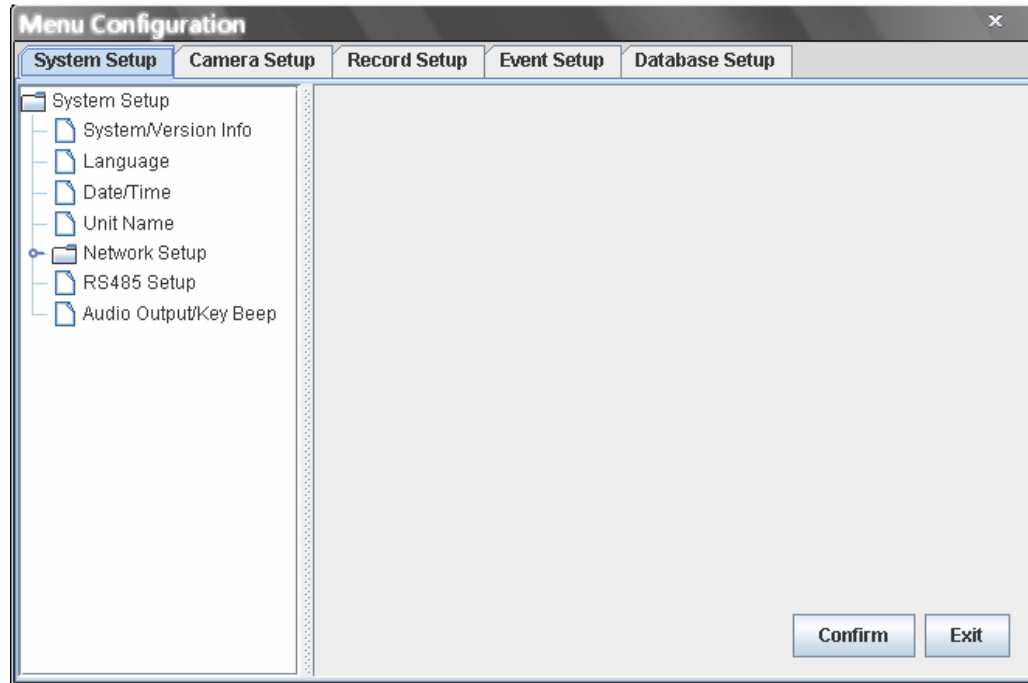 Menu Configuration
System Setup
Camera Setup
Record Setup
Event Setup
Database Setup
System Setup
System/Version Info
Language
Date/Time
Unit Name
Network Setup
RS485 Setup
Audio Output/Key Beep
Confirm
Exit